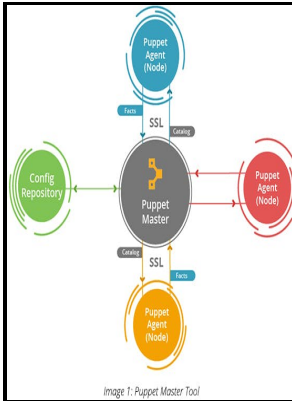 Puppet
Agent
(Node)
Facts
SSL
Catalog
Config
Repository
Puppet
Master
Puppet
Agent
(Node)
Catalog
SSL
Facts
Puppet
Agent
(Node)
Image 1: Puppet Master Tool